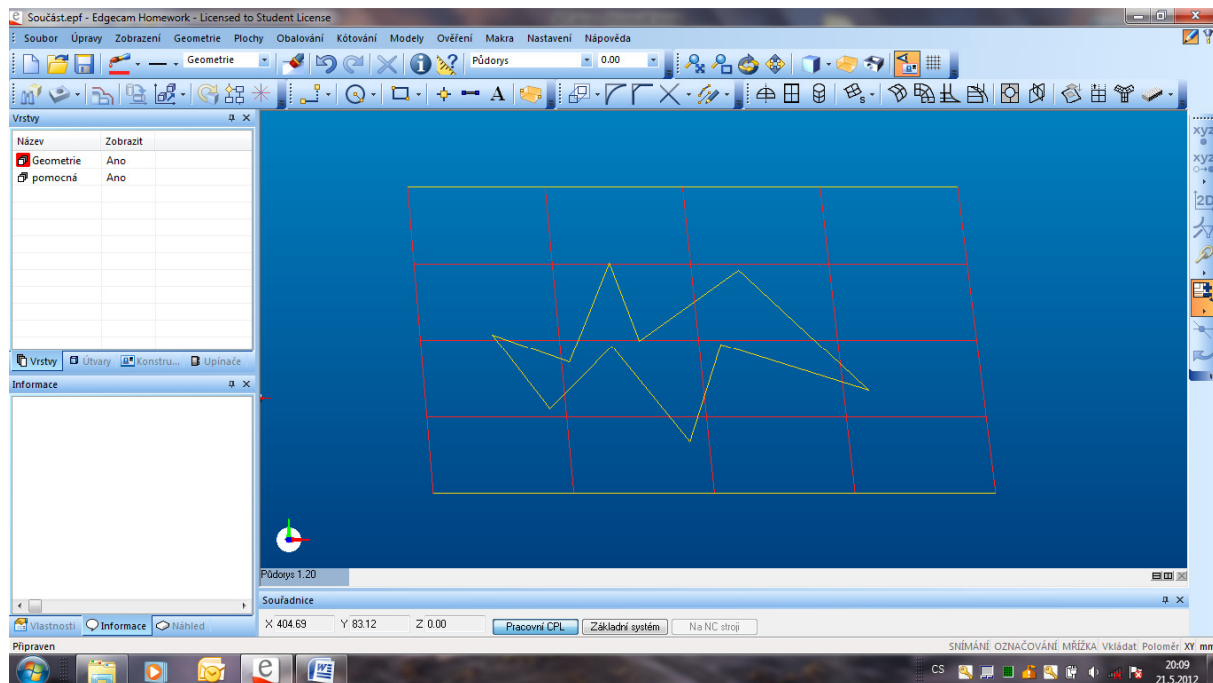 Součást.epf - Edgecam Homework - Licensed to Student License
Soubor Úpravy Zobrazení Geometrie Plochy Obalování Kótování Modely Ověření Makra Nastavení Nápověda
Geometrie Půdorys 0.00
Vrstvy
Název Zobrazit
Geometrie Ano
pomocná Ano
Vrstvy Útvary Konstru... Upínače
Informace
xyz
xyz
2D
Půdorys 1.20
Souřadnice
Vlastnosti Informace Náhled
X 404.69 Y 83.12 Z 0.00 Pracovní CPL Základní systém Na NC stroji
Připraven
SNÍMÁNÍ OZNAČOVÁNÍ MŘÍŽKA Vkládat Poloměr XY mm
CS 20:09
21.5.2012